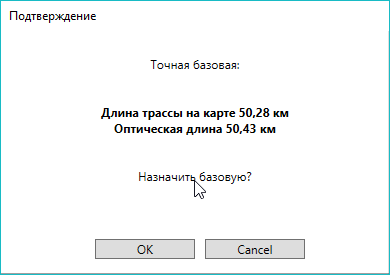 Подтверждение
Точная базовая:
Длина трассы на карте 50,28 км
Оптическая длина 50,43 км
Назначить базовую?
OK
Cancel